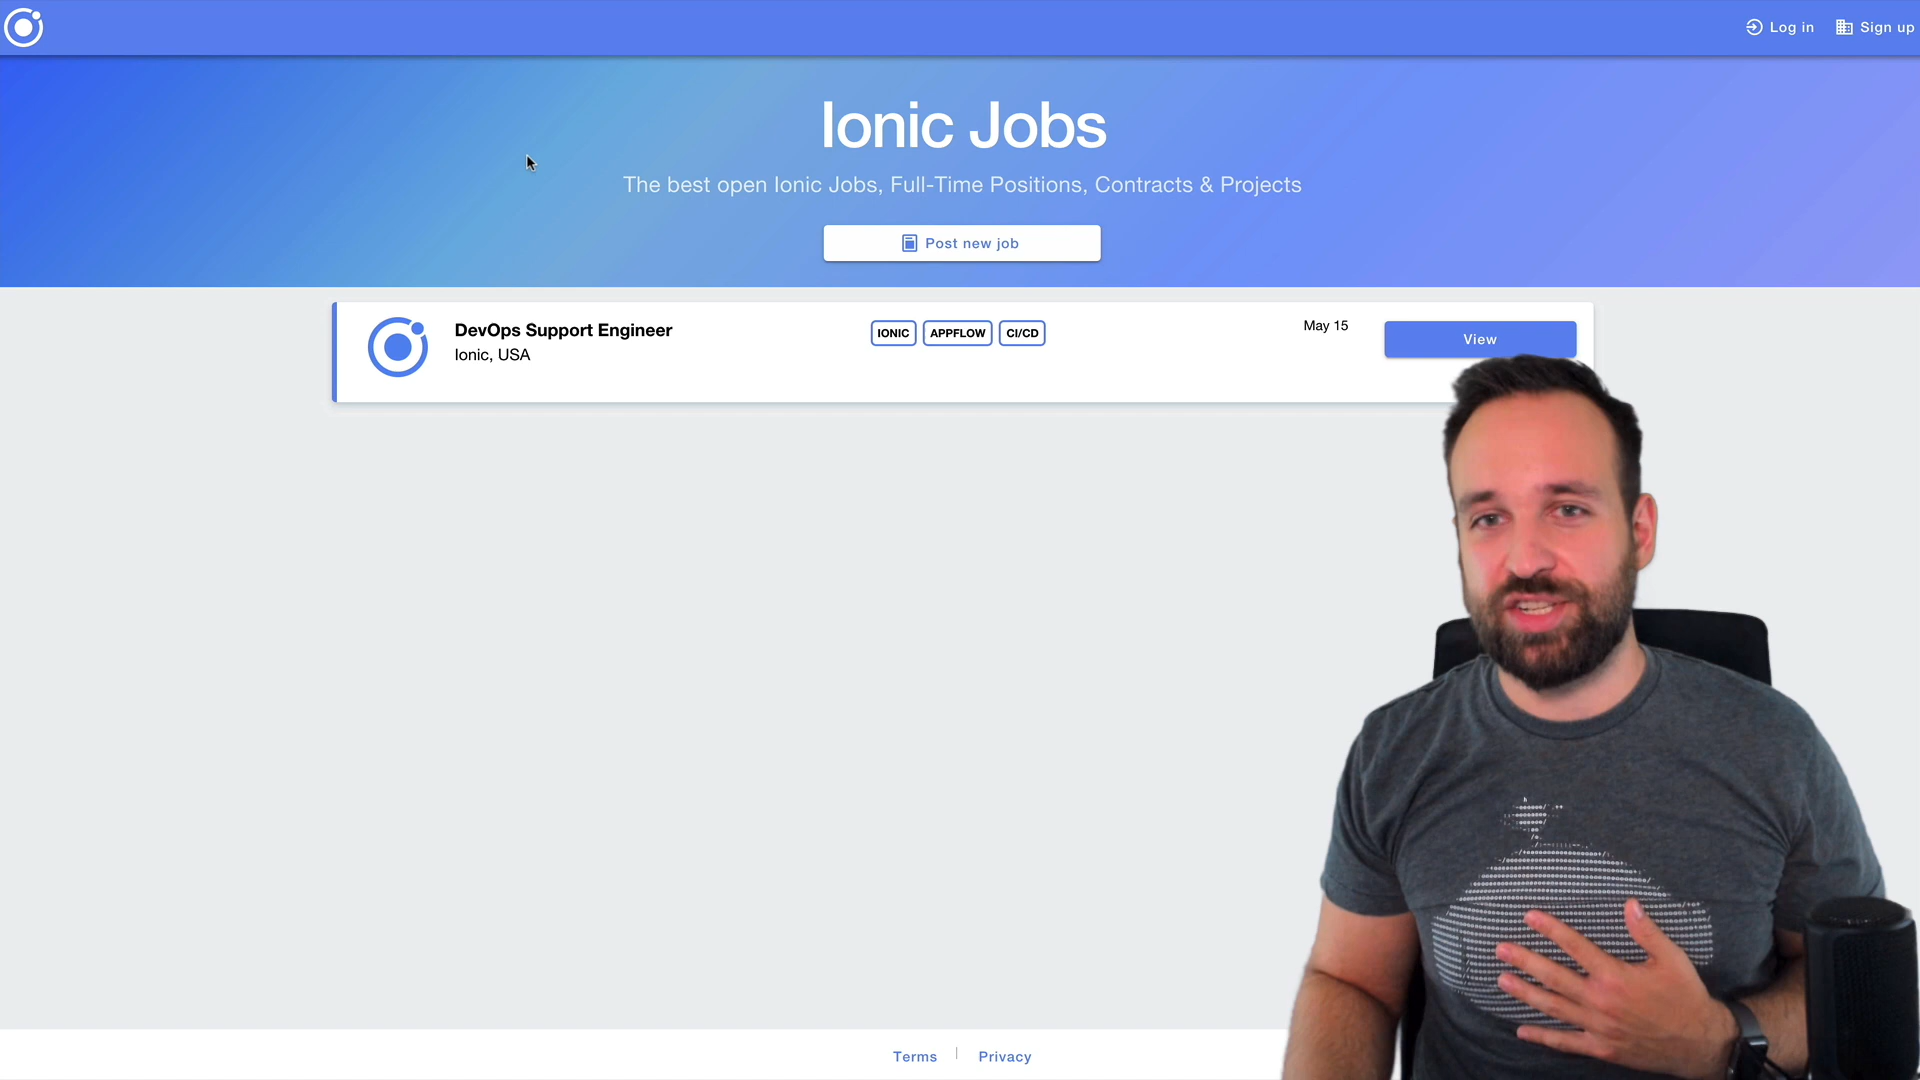 Log in
Sign up
Ionic Jobs
The best open Ionic Jobs, Full-Time Positions, Contracts & Projects
Post new job
DevOps Support Engineer
Ionic, USA
IONIC APPFLOW CI/CD
May 15
View
Terms
Privacy